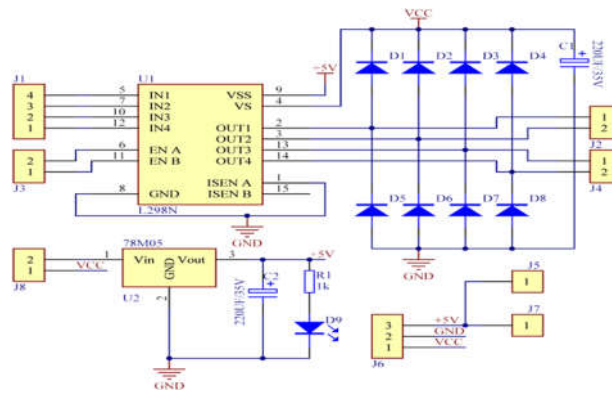 VCC
+5V
D1 D2 D3 D4
C1
220UF/35V
J1
4
3
2
1
5
7
10
12
U1
IN1
IN2
IN3
IN4
VSS
VS
9
4
OUT1
OUT2
OUT3
OUT4
2
3
13
14
1
2
J2
J3
2
1
6
11
EN A
EN B
1
2
J4
8
GND
ISEN A
ISEN B
1
15
L298N
GND
D5 D6 D7 D8
GND
J8
2
1
VCC
1
78M05
Vin
GND
Vout
U2
2
3
+5V
C2
220UF/35V
R1
1k
D9
GND
J5
1
J7
1
J6
3
2
1
+5V
GND
VCC